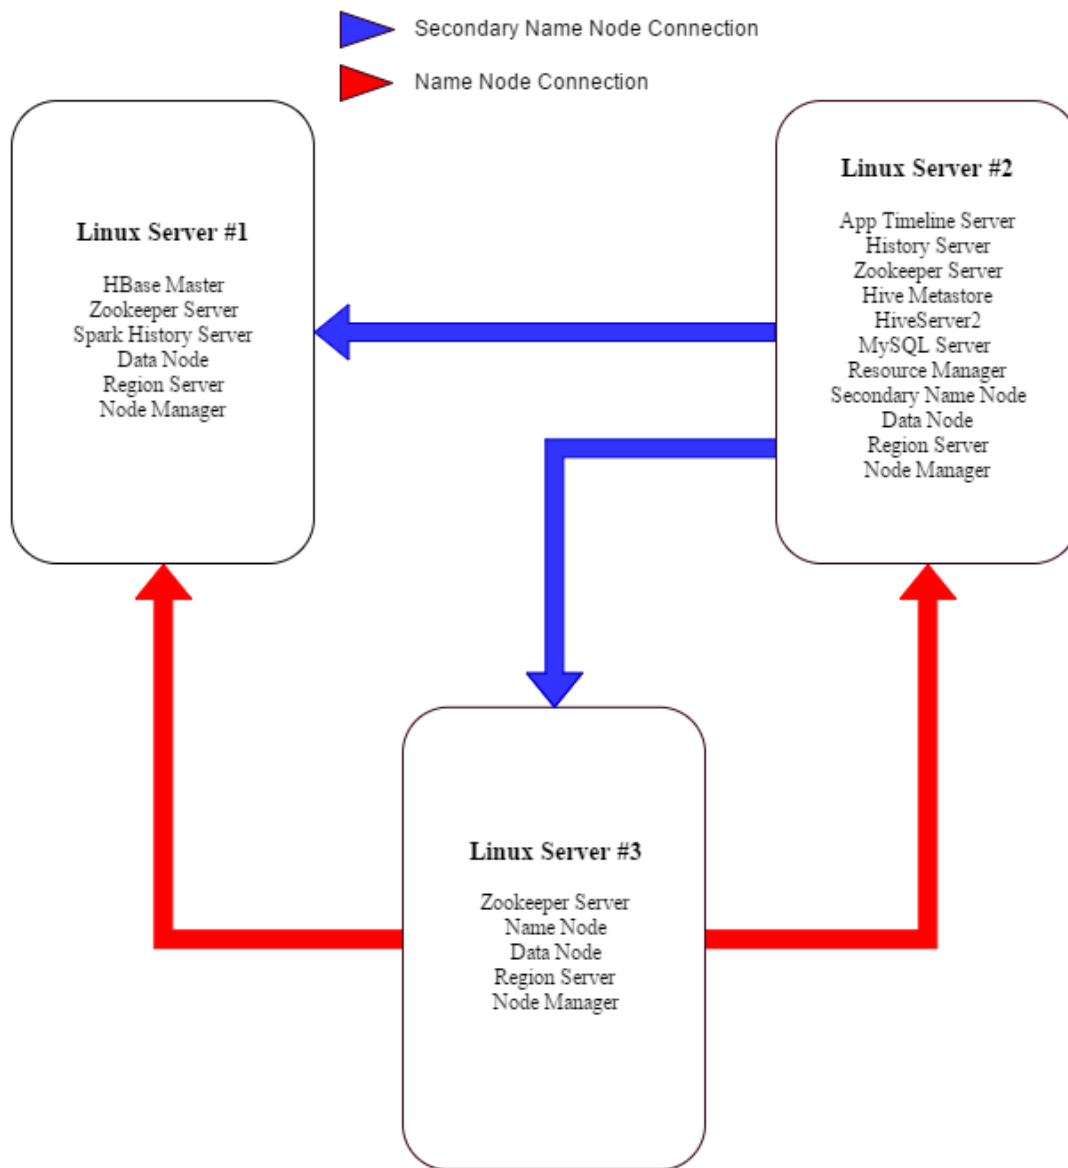 Secondary Name Node Connection
Name Node Connection
Linux Server #1
HBase Master
Zookeeper Server
Spark History Server
Data Node
Region Server
Node Manager
Linux Server #2
App Timeline Server
History Server
Zookeeper Server
Hive Metastore
HiveServer2
MySQL Server
Resource Manager
Secondary Name Node
Data Node
Region Server
Node Manager
Linux Server #3
Zookeeper Server
Name Node
Data Node
Region Server
Node Manager